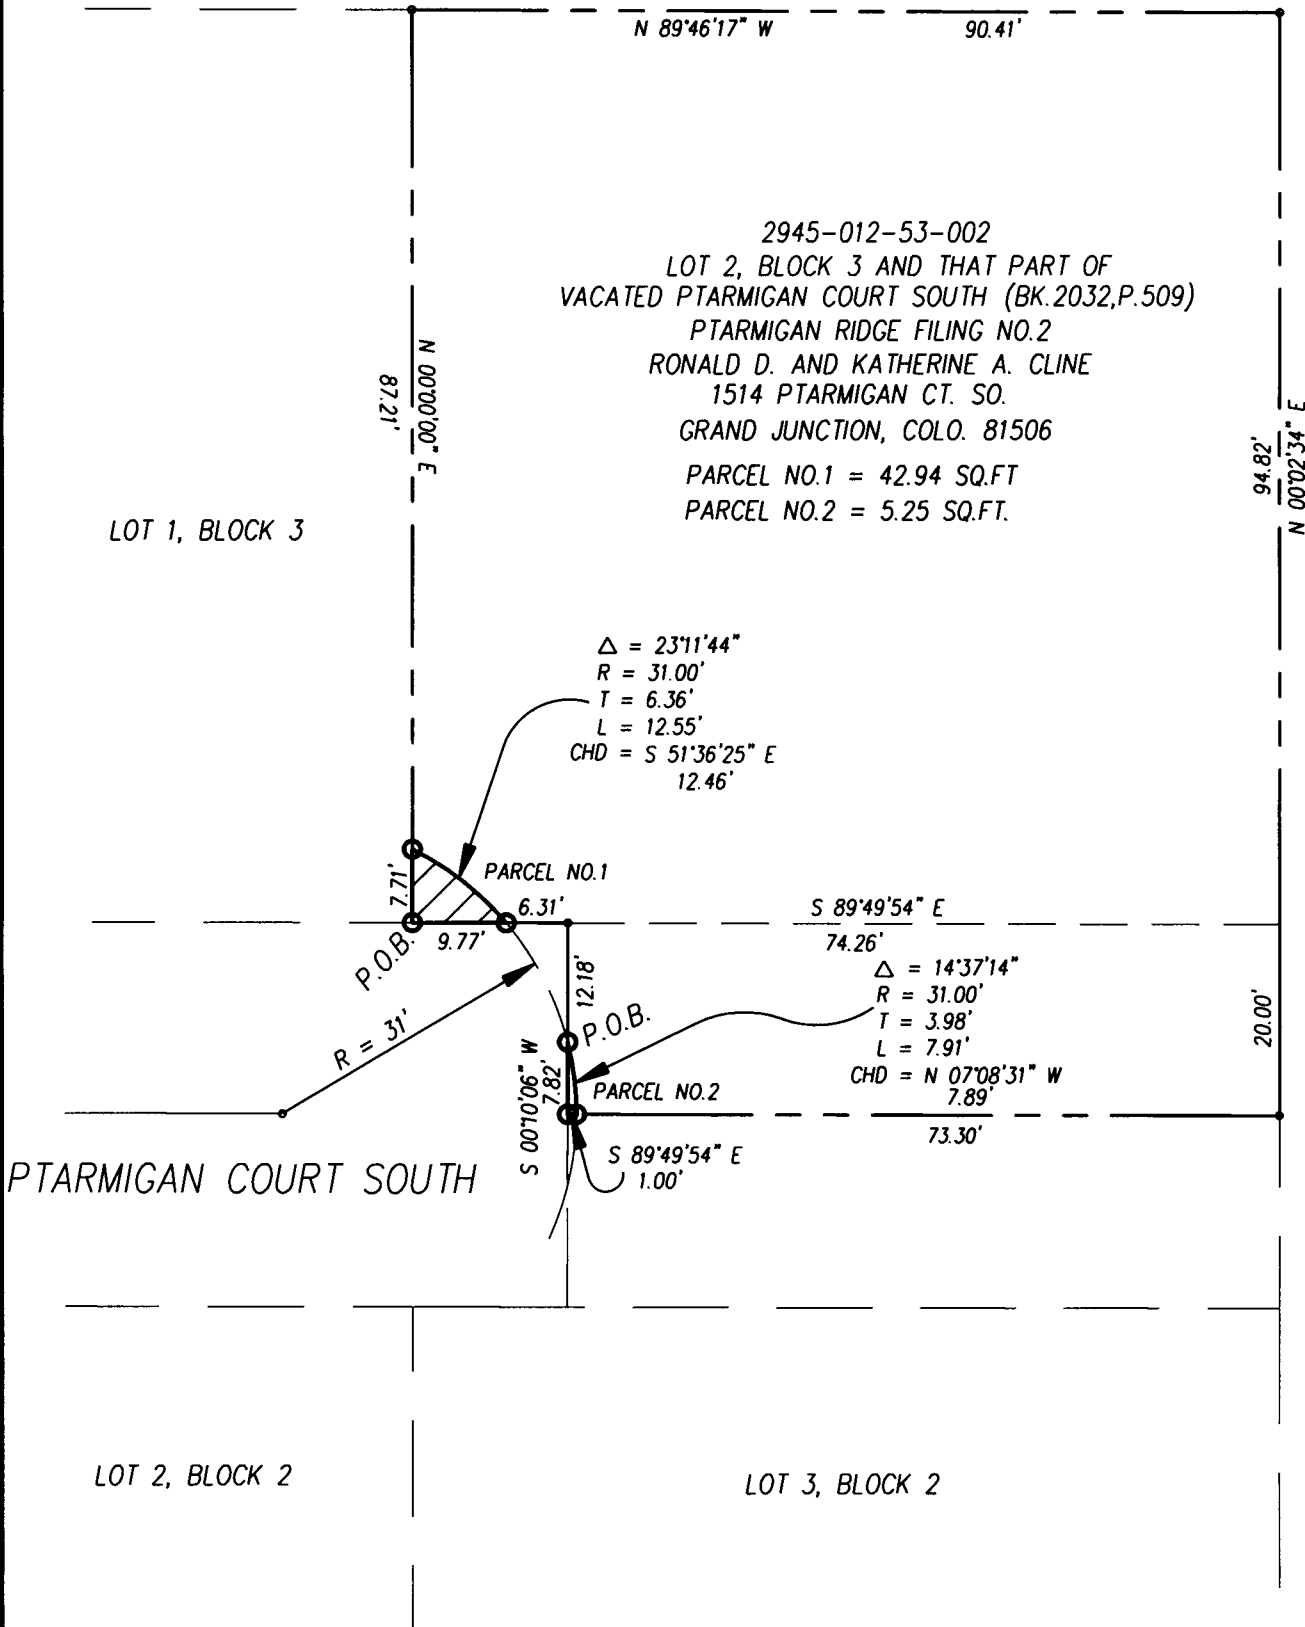 N 89°46'17" W 90.41'
2945-012-53-002
LOT 2, BLOCK 3 AND THAT PART OF
VACATED PTARMIGAN COURT SOUTH (BK.2032,P.509)
PTARMIGAN RIDGE FILING NO.2
RONALD D. AND KATHERINE A. CLINE
1514 PTARMIGAN CT. SO.
GRAND JUNCTION, COLO. 81506
PARCEL NO.1 = 42.94 SQ.FT
PARCEL NO.2 = 5.25 SQ.FT.
N 00°00'00" E
87.21'
94.82'
N 00°02'34" E
LOT 1, BLOCK 3
Δ = 23°11'44"
R = 31.00'
T = 6.36'
L = 12.55'
CHD = S 51°36'25" E
12.46'
7.71'
PARCEL NO.1
6.31'
9.77'
P.O.B.
S 89°49'54" E
74.26'
12.18'
Δ = 14°37'14"
R = 31.00'
T = 3.98'
L = 7.91'
CHD = N 07°08'31" W
7.89'
20.00'
R = 31'
P.O.B.
S 00°10'06" W
7.82'
PARCEL NO.2
73.30'
S 89°49'54" E
1.00'
PTARMIGAN COURT SOUTH
LOT 2, BLOCK 2
LOT 3, BLOCK 2